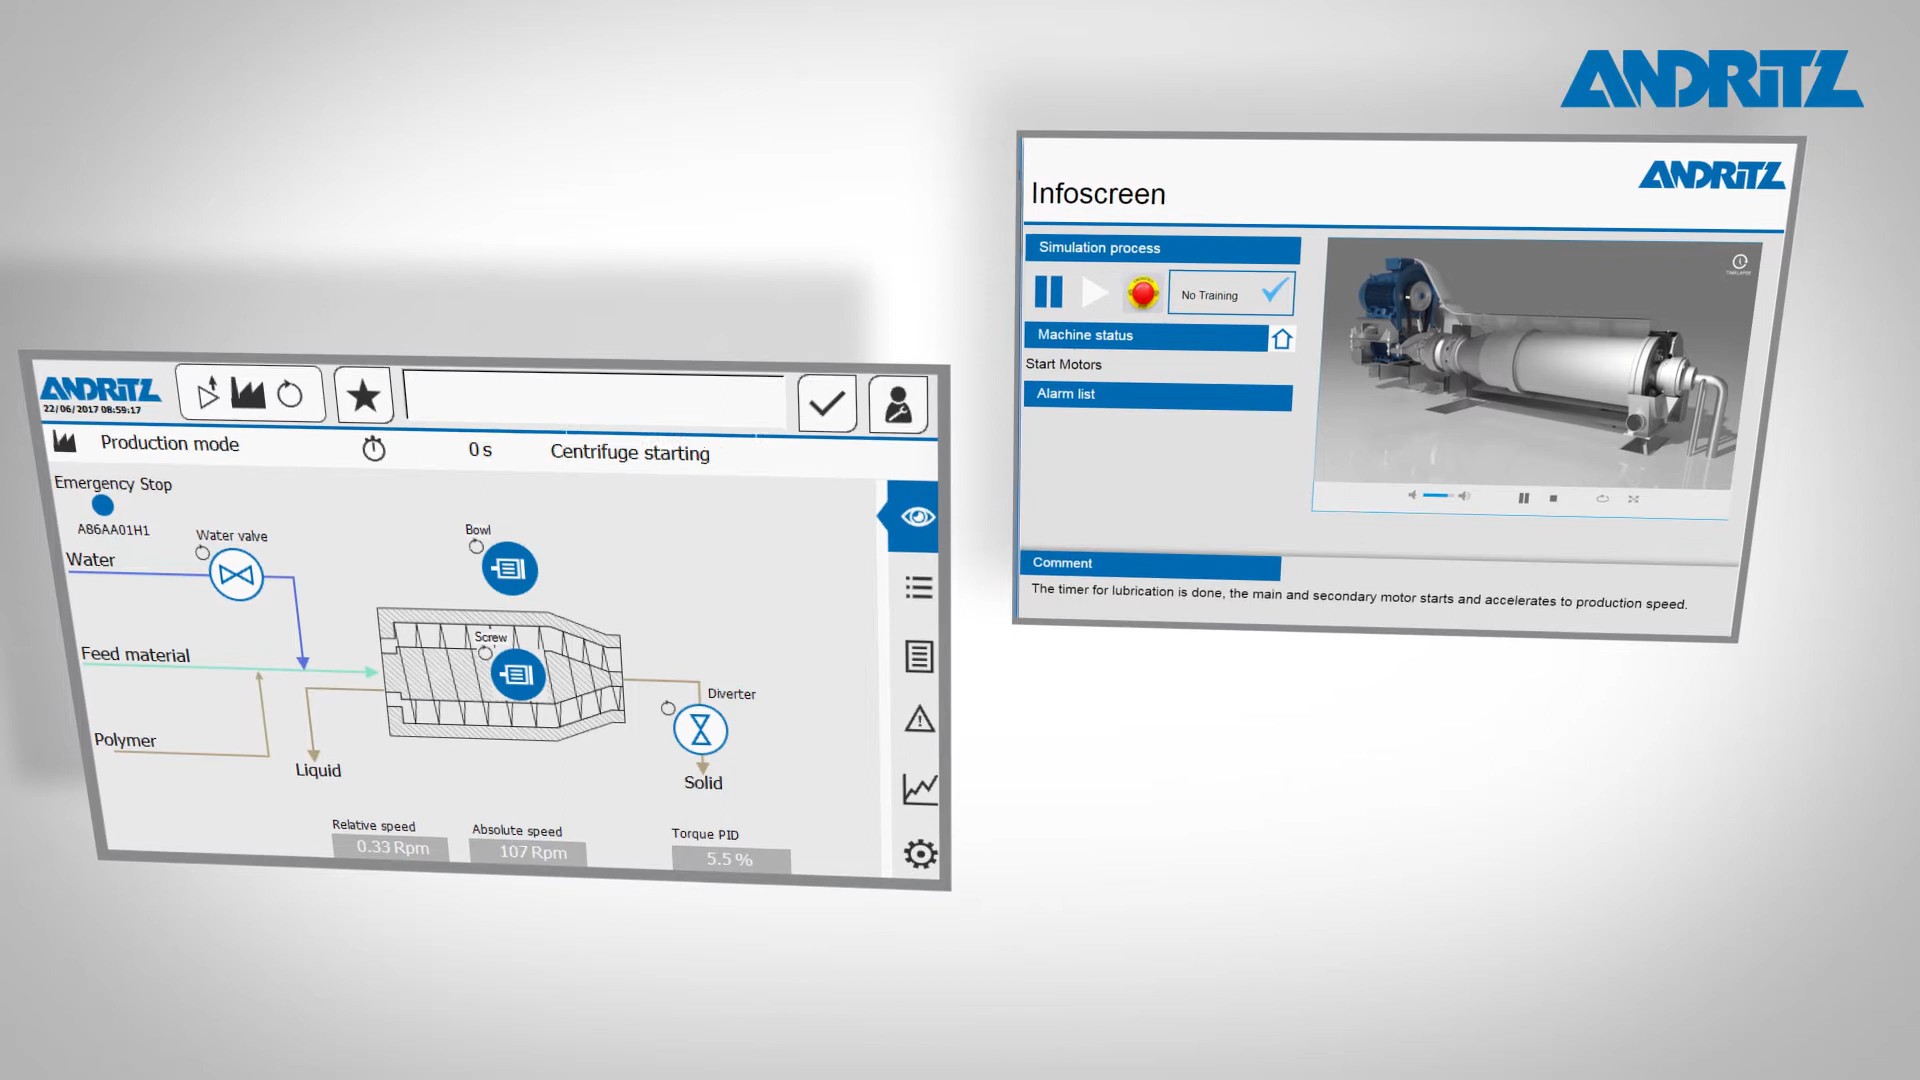 ANDRITZ
ANDRITZ
Infoscreen
Simulation process
No Training
Machine status
Start Motors
Alarm list
Comment
The timer for lubrication is done, the main and secondary motor starts and accelerates to production speed.
ANDRITZ
22/06/2017 08:59:17
Production mode
0 s
Centrifuge starting
Emergency Stop
A86AA01H1
Water valve
Bowl
Water
Screw
Feed material
Diverter
Polymer
Liquid
Solid
Relative speed
Absolute speed
Torque PID
0.33 Rpm
107 Rpm
5.5 %